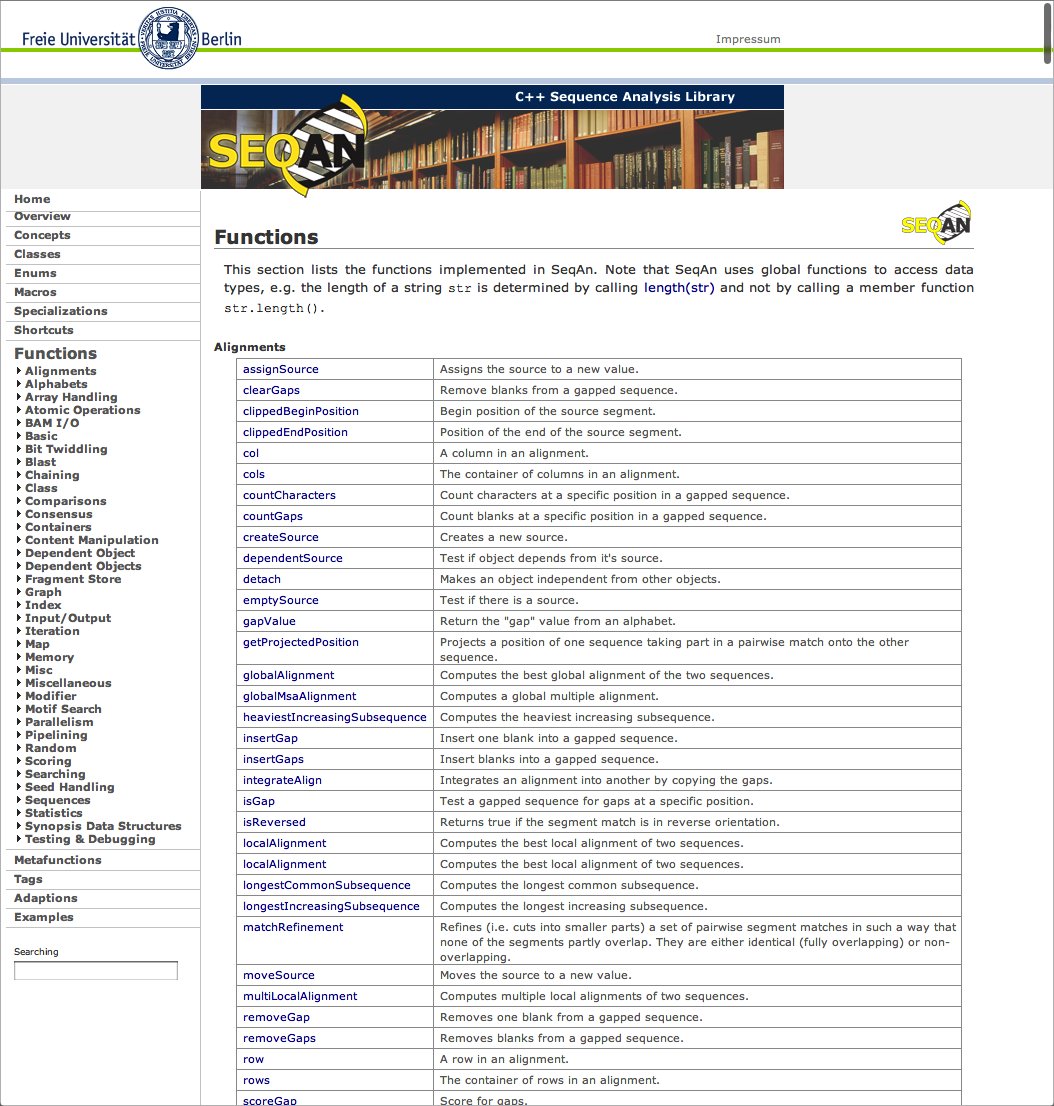 Freie Universität Berlin
Impressum
C++ Sequence Analysis Library
SEQAN
Home
Overview
Concepts
Classes
Enums
Macros
Specializations
Shortcuts
Functions
Alignments
Alphabets
Array Handling
Atomic Operations
BAM I/O
Basic
Bit Twiddling
Blast
Chaining
Class
Comparisons
Consensus
Containers
Content Manipulation
Dependent Object
Dependent Objects
Fragment Store
Graph
Index
Input/Output
Iteration
Map
Memory
Misc
Miscellaneous
Modifier
Motif Search
Parallelism
Pipelining
Random
Scoring
Searching
Seed Handling
Sequences
Statistics
Synopsis Data Structures
Testing & Debugging
Metafunctions
Tags
Adaptions
Examples
Searching
SEQAN
Functions
This section lists the functions implemented in SeqAn. Note that SeqAn uses global functions to access data
types, e.g. the length of a string str is determined by calling length(str) and not by calling a member function
str.length().
Alignments
assignSource Assigns the source to a new value.
clearGaps Remove blanks from a gapped sequence.
clippedBeginPosition Begin position of the source segment.
clippedEndPosition Position of the end of the source segment.
col A column in an alignment.
cols The container of columns in an alignment.
countCharacters Count characters at a specific position in a gapped sequence.
countGaps Count blanks at a specific position in a gapped sequence.
createSource Creates a new source.
dependentSource Test if object depends from it's source.
detach Makes an object independent from other objects.
emptySource Test if there is a source.
gapValue Return the "gap" value from an alphabet.
getProjectedPosition Projects a position of one sequence taking part in a pairwise match onto the other
sequence.
globalAlignment Computes the best global alignment of the two sequences.
globalMsaAlignment Computes a global multiple alignment.
heaviestIncreasingSubsequence Computes the heaviest increasing subsequence.
insertGap Insert one blank into a gapped sequence.
insertGaps Insert blanks into a gapped sequence.
integrateAlign Integrates an alignment into another by copying the gaps.
isGap Test a gapped sequence for gaps at a specific position.
isReversed Returns true if the segment match is in reverse orientation.
localAlignment Computes the best local alignment of two sequences.
localAlignment Computes the best local alignment of two sequences.
longestCommonSubsequence Computes the longest common subsequence.
longestIncreasingSubsequence Computes the longest increasing subsequence.
matchRefinement Refines (i.e. cuts into smaller parts) a set of pairwise segment matches in such a way that
none of the segments partly overlap. They are either identical (fully overlapping) or non-
overlapping.
moveSource Moves the source to a new value.
multiLocalAlignment Computes multiple local alignments of two sequences.
removeGap Removes one blank from a gapped sequence.
removeGaps Removes blanks from a gapped sequence.
row A row in an alignment.
rows The container of rows in an alignment.
scoreGap Score for gaps.